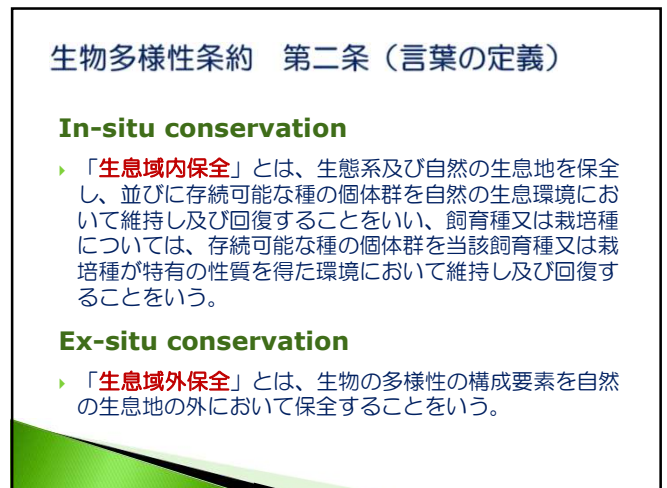 生物多様性条約　第二条（言葉の定義）
In-situ conservation
「生息域内保全」とは、生態系及び自然の生息地を保全
し、並びに存続可能な種の個体群を自然の生息環境にお
いて維持し及び回復することをいい、飼育種又は栽培種
については、存続可能な種の個体群を当該飼育種又は栽
培種が特有の性質を得た環境において維持し及び回復す
ることをいう。
Ex-situ conservation
「生息域外保全」とは、生物の多様性の構成要素を自然
の生息地の外において保全することをいう。